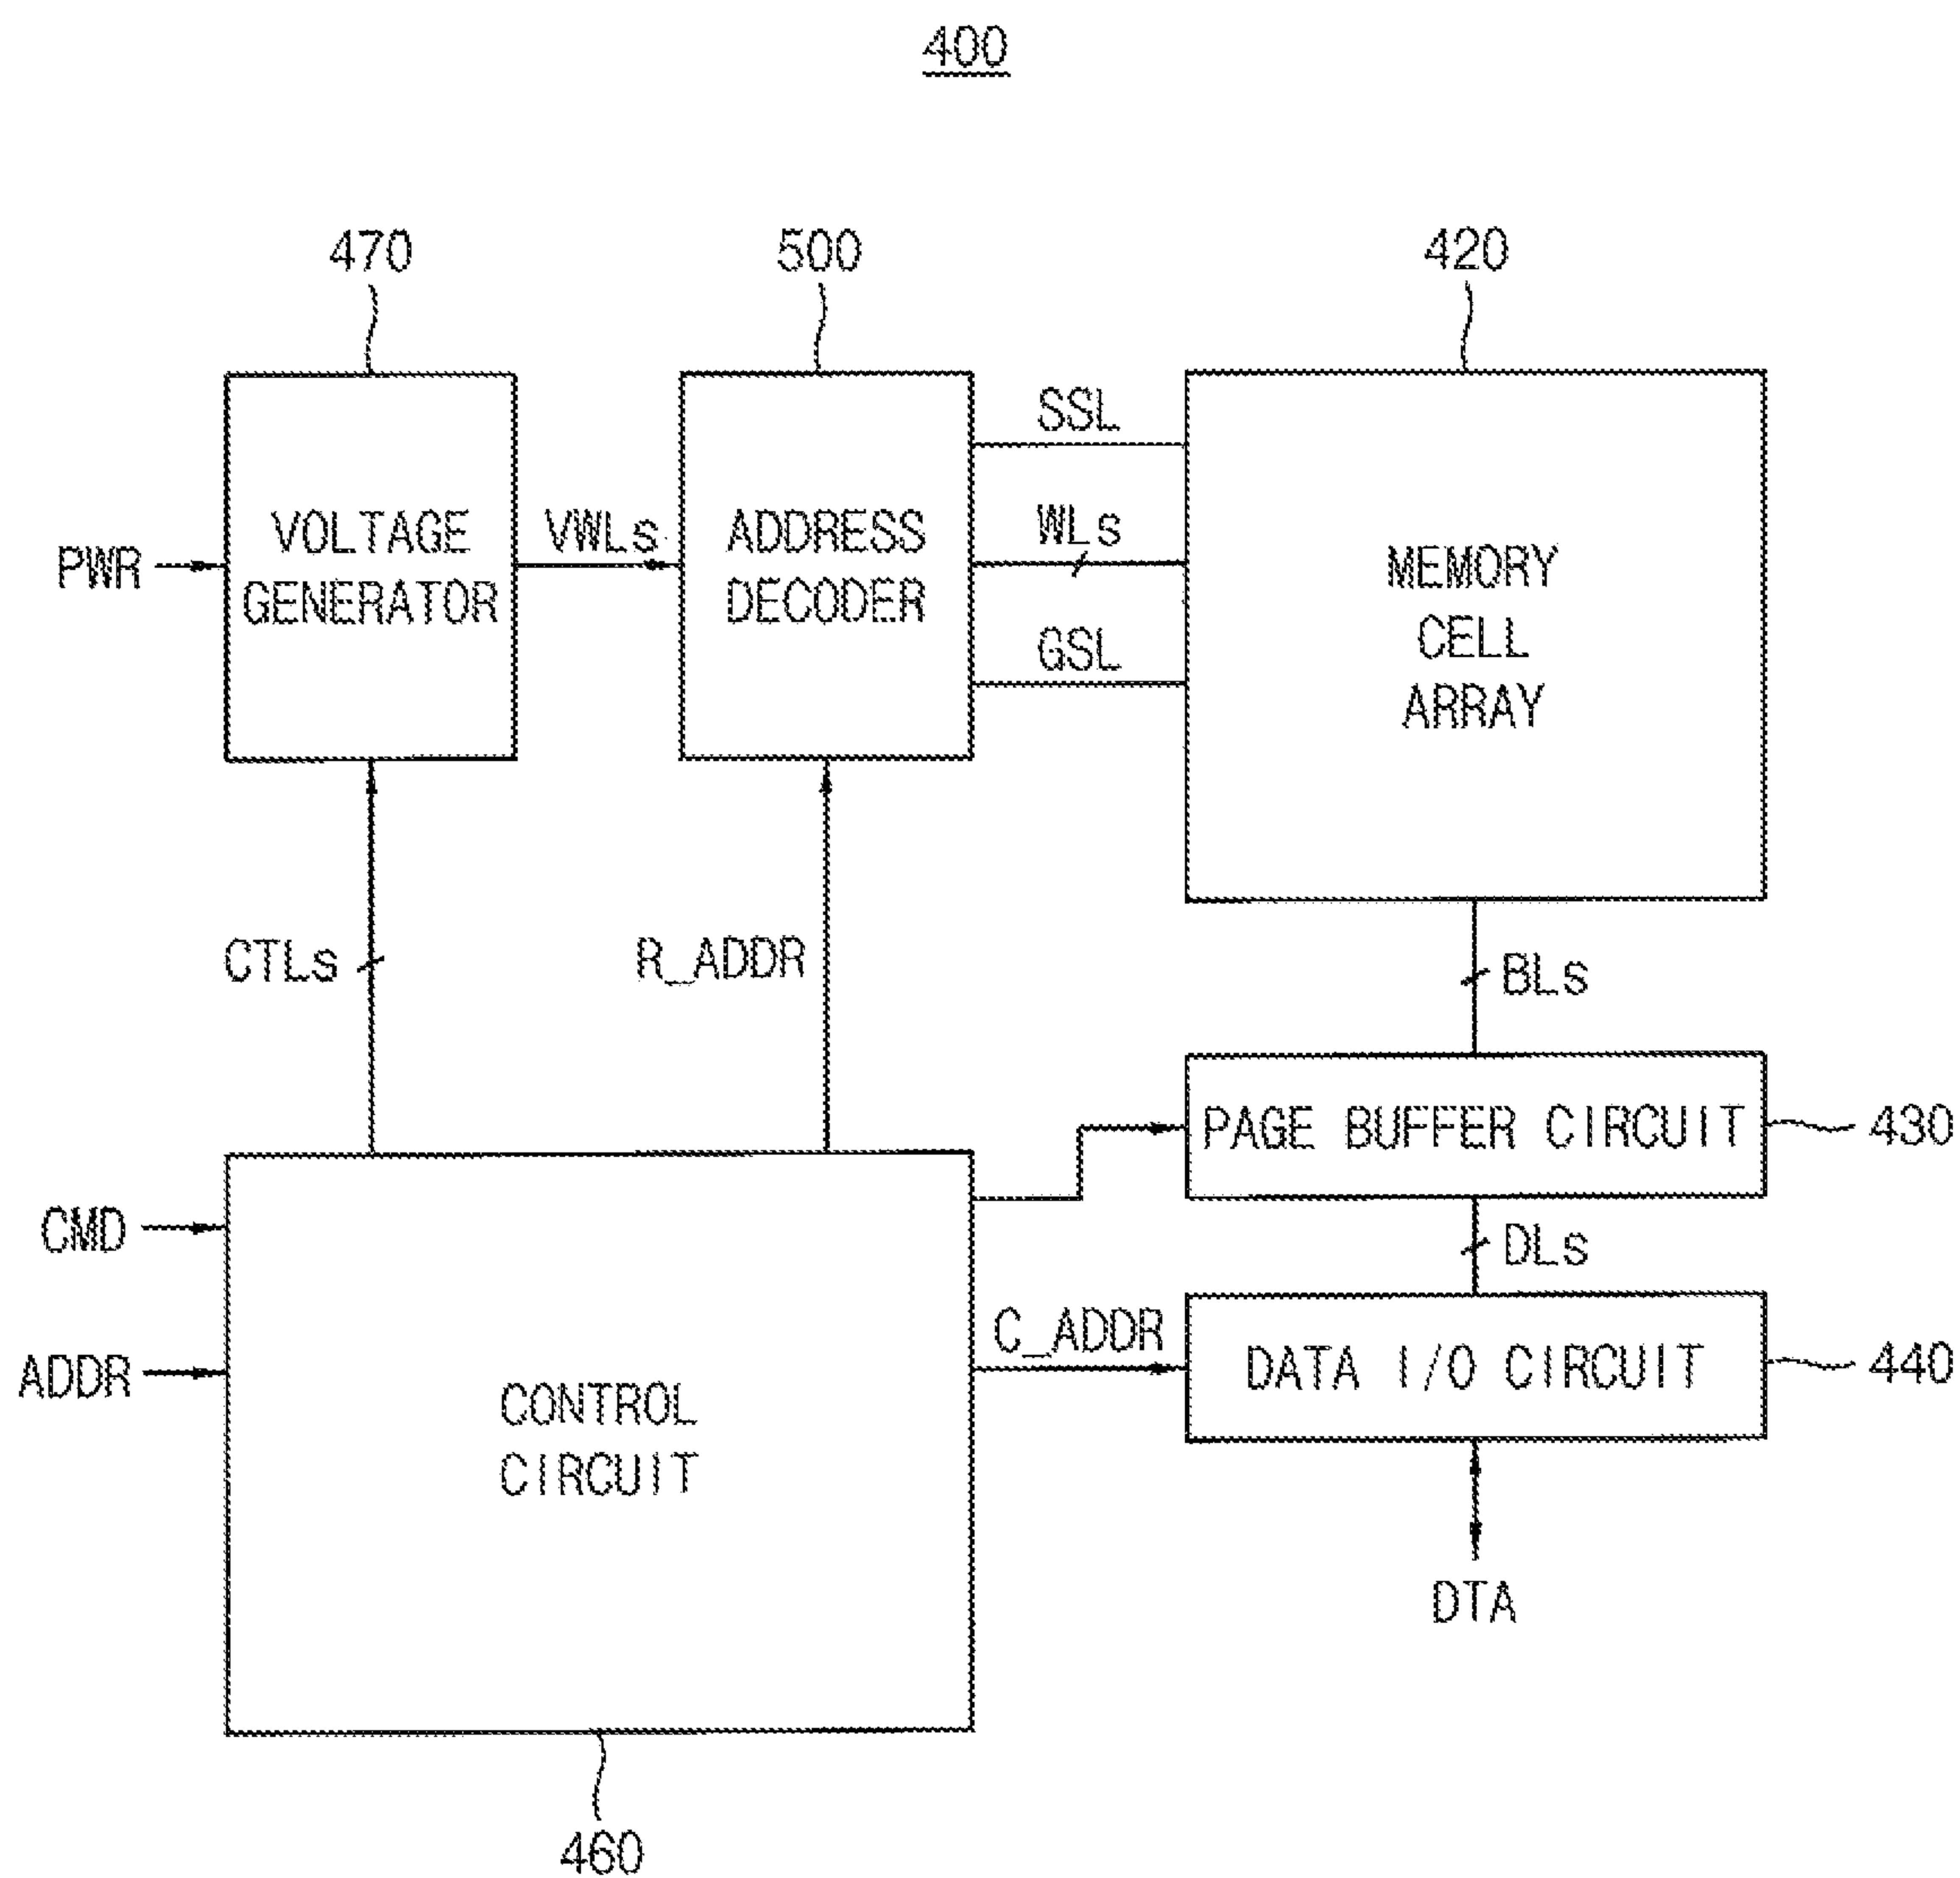 400
470
500
420
SSL
VOLTAGE
GENERATOR
VWLs
ADDRESS
DECODER
WLs
MEMORY
CELL
ARRAY
PWR
GSL
CTLs
R_ADDR
BLs
PAGE BUFFER CIRCUIT
430
CMD
DLs
ADDR
C_ADDR
DATA I/O CIRCUIT
440
CONTROL
CIRCUIT
DTA
460